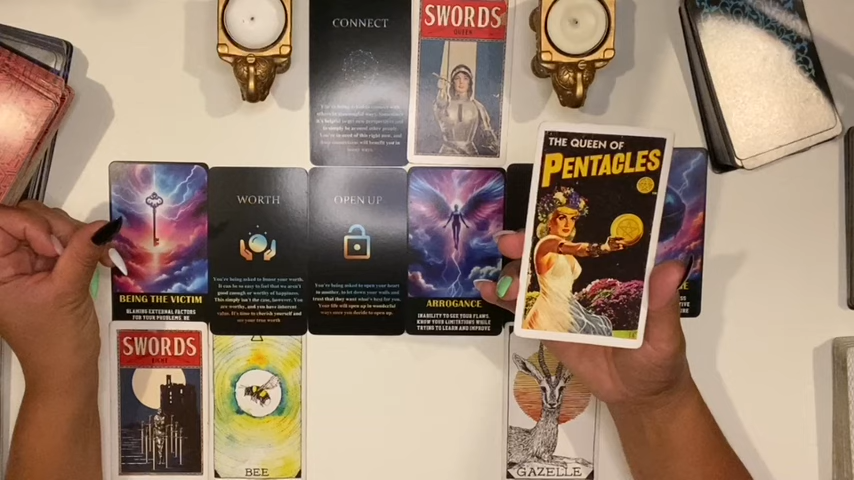 CONNECT
SWORDS
QUEEN
THE QUEEN OF
PENTACLES
BEING THE VICTIM
BLAMING EXTERNAL FACTORS
FOR YOUR PROBLEMS. BE
WORTH
You're being asked to honor your worth.
It can be so easy to feel that we aren't
good enough or worthy of happiness.
This simply isn't the case, however. You
are worthy, and you have inherent
value. It's time to cherish yourself and
see your true worth
OPEN UP
You're being asked to open your heart
to another, to let down your walls and
trust that they want what's best for you.
Your life will open up in wonderful
ways when you decide to open up.
ARROGANCE
INABILITY TO SEE YOUR FLAWS,
KNOW YOUR LIMITATIONS WHILE
TRYING TO LEARN AND IMPROVE
SWORDS
BEE
GAZELLE